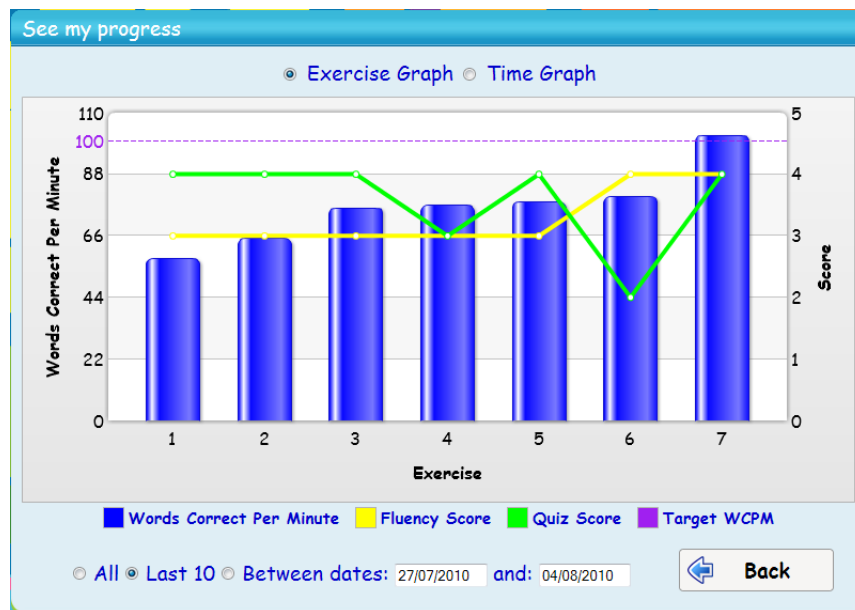 See my progress
Exercise Graph Time Graph
110
100
88
66
44
22
0
Words Correct Per Minute
5
4
3
2
1
0
Score
1 2 3 4 5 6 7
Exercise
Words Correct Per Minute Fluency Score Quiz Score Target WCPM
All Last 10 Between dates: 27/07/2010 and: 04/08/2010 Back